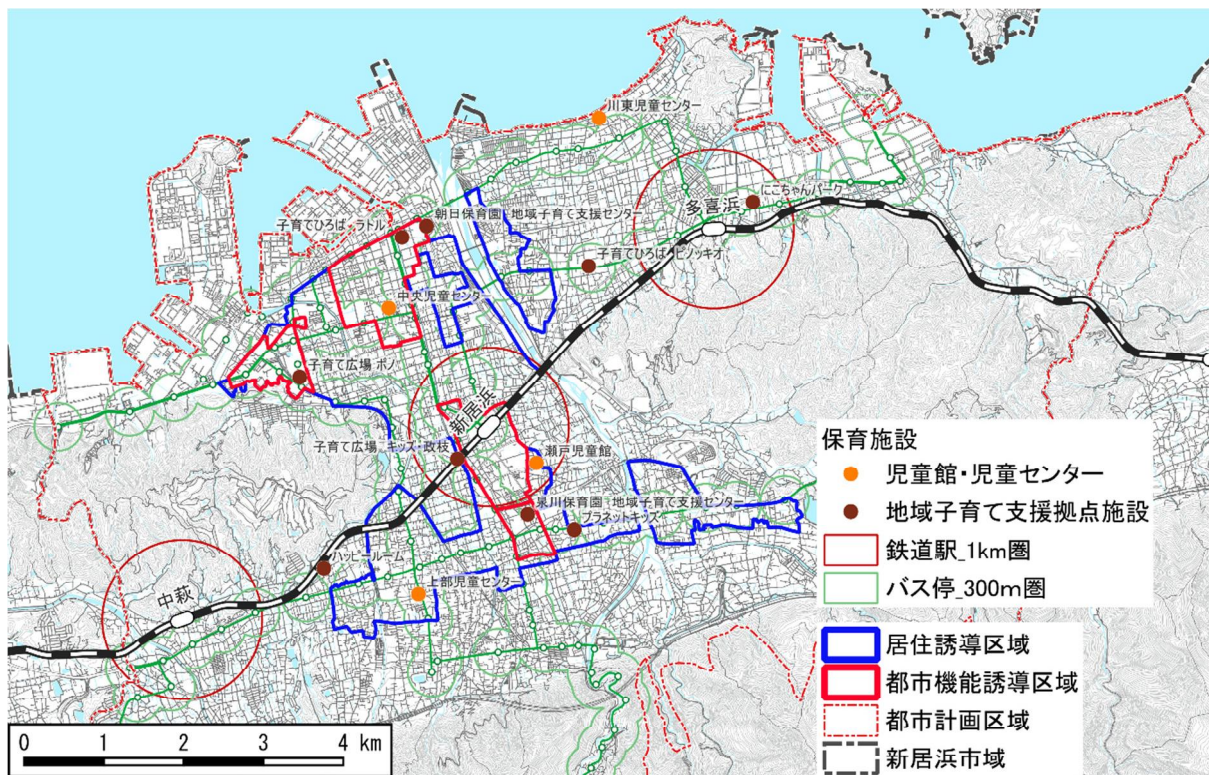 川東児童センター
にこちゃんパーク
多喜浜
朝日保育園 地域子育て支援センター
子育てひろば ラトル
子育てひろば ピノッキオ
中央児童センター
子育て広場 ポノ
新居浜
子育て広場 キッズ・政枝
瀬戸児童館
泉川保育園 地域子育て支援センター
プラネットキッズ
ハッピールーム
上部児童センター
中萩
保育施設
児童館・児童センター
地域子育て支援拠点施設
鉄道駅_1km圏
バス停_300m圏
居住誘導区域
都市機能誘導区域
都市計画区域
新居浜市域
0 1 2 3 4 km